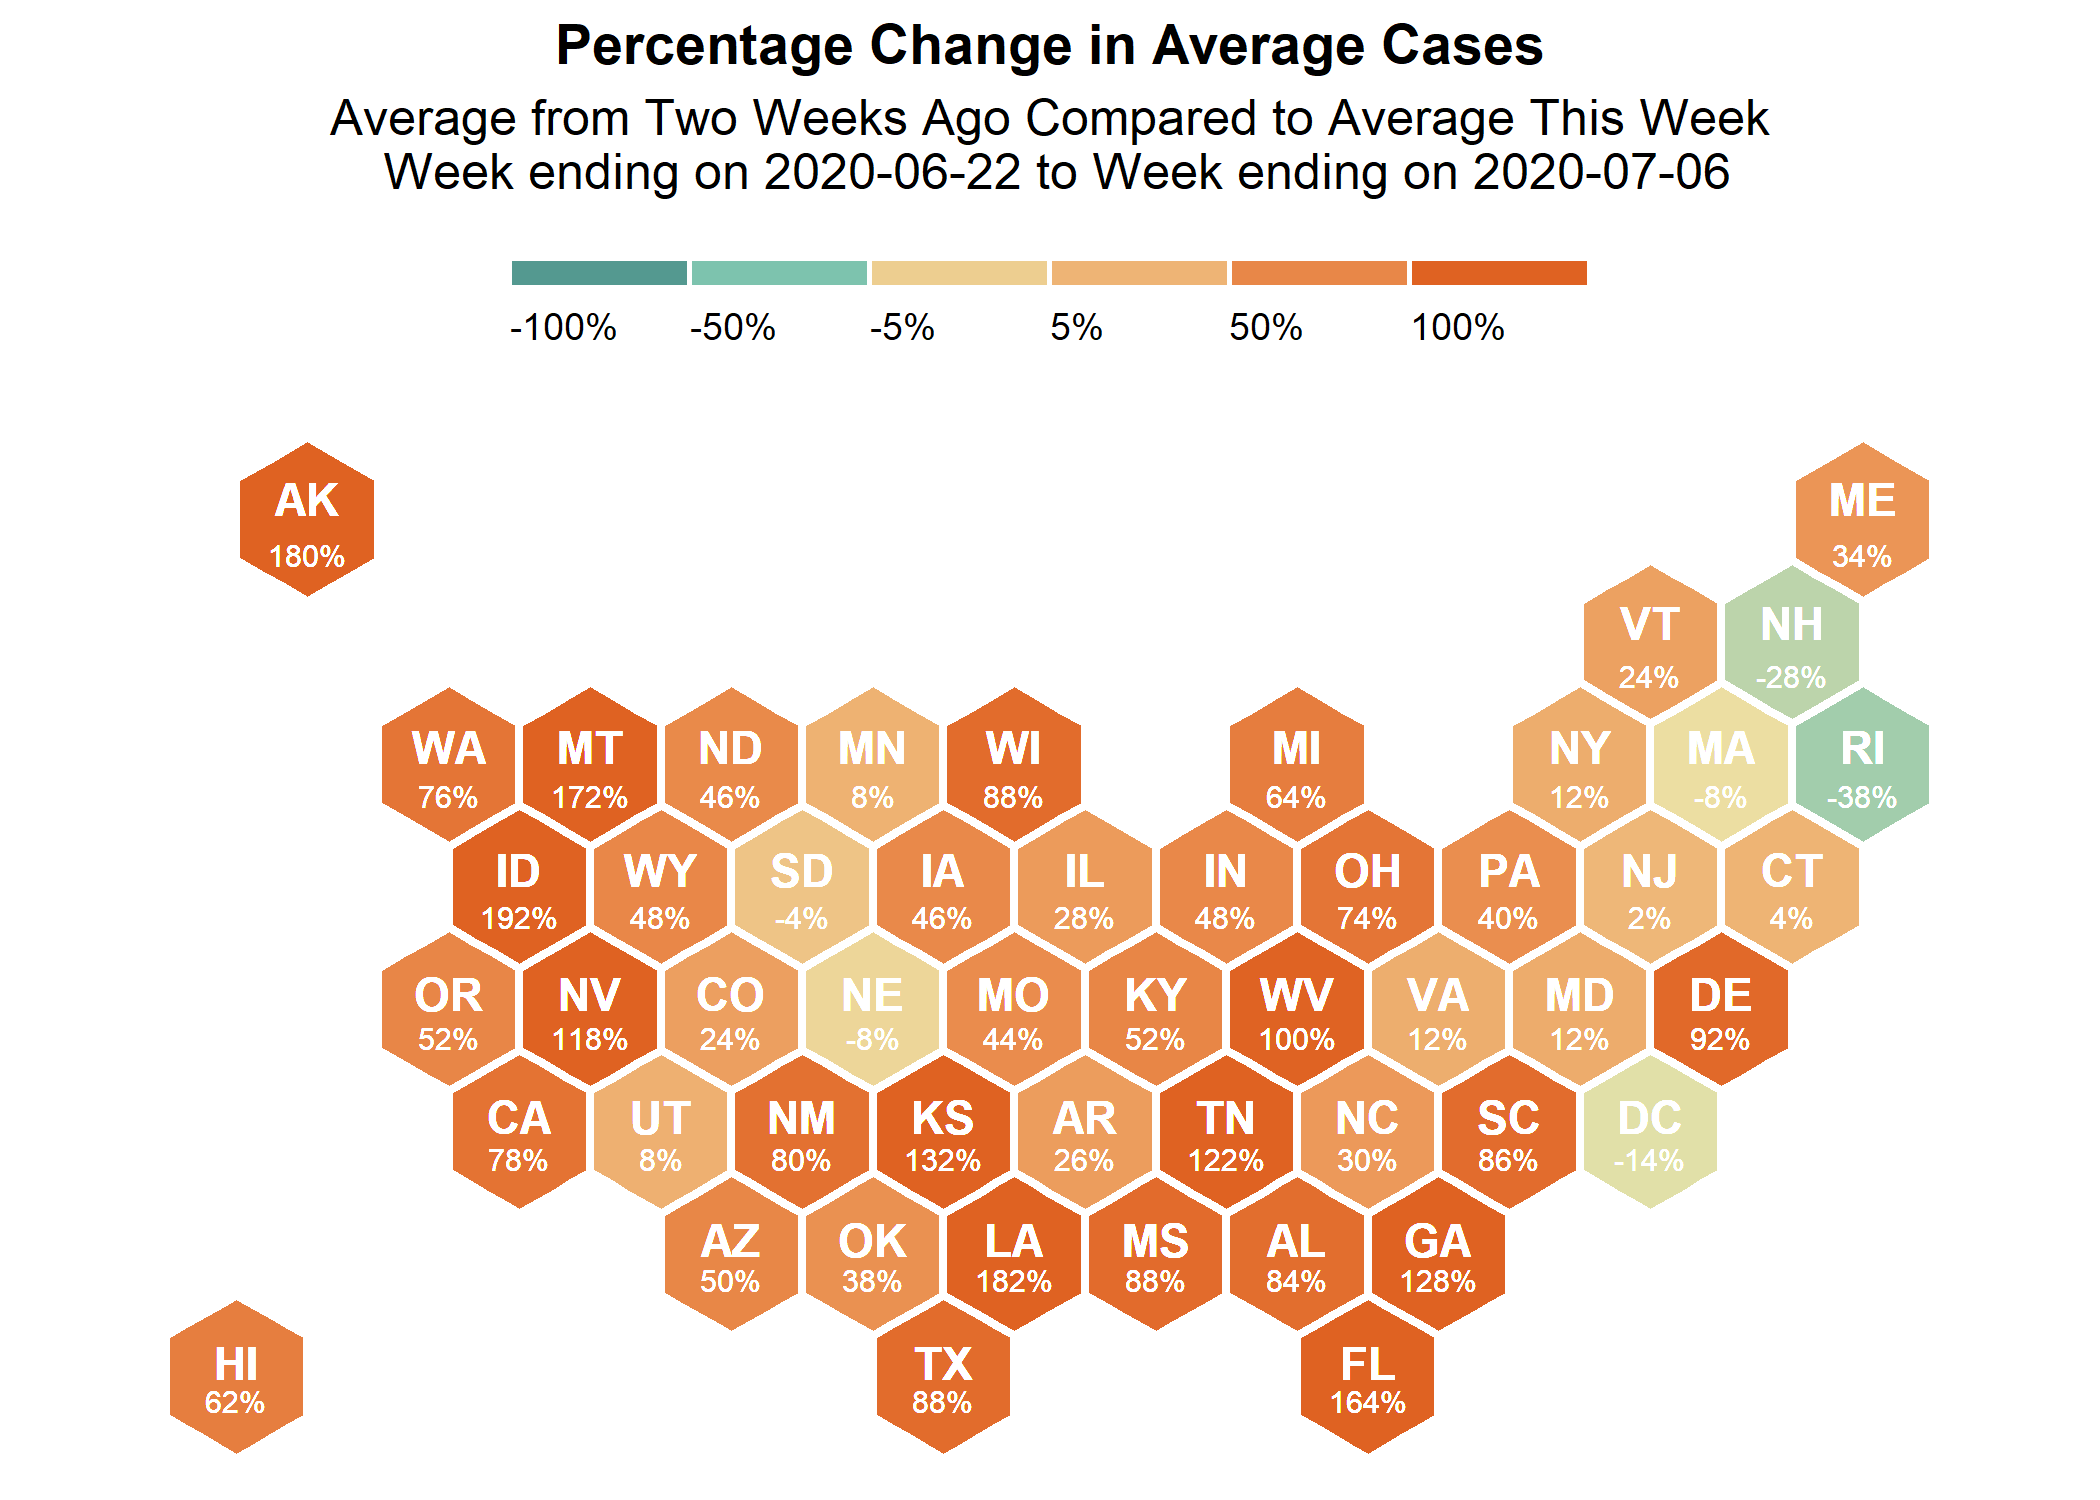 Percentage Change in Average Cases
Average from Two Weeks Ago Compared to Average This Week
Week ending on 2020-06-22 to Week ending on 2020-07-06
-100% -50% -5% 5% 50% 100%
AK ME
180% 34%
VT NH
24% -28%
WA MT ND MN WI MI NY MA RI
76% 172% 46% 8% 88% 64% 12% -8% -38%
ID WY SD IA IL IN OH PA NJ CT
192% 48% -4% 46% 28% 48% 74% 40% 2% 4%
OR NV CO NE MO KY WV VA MD DE
52% 118% 24% -8% 44% 52% 100% 12% 12% 92%
CA UT NM KS AR TN NC SC DC
78% 8% 80% 132% 26% 122% 30% 86% -14%
AZ OK LA MS AL GA
50% 38% 182% 88% 84% 128%
HI TX FL
62% 88% 164%